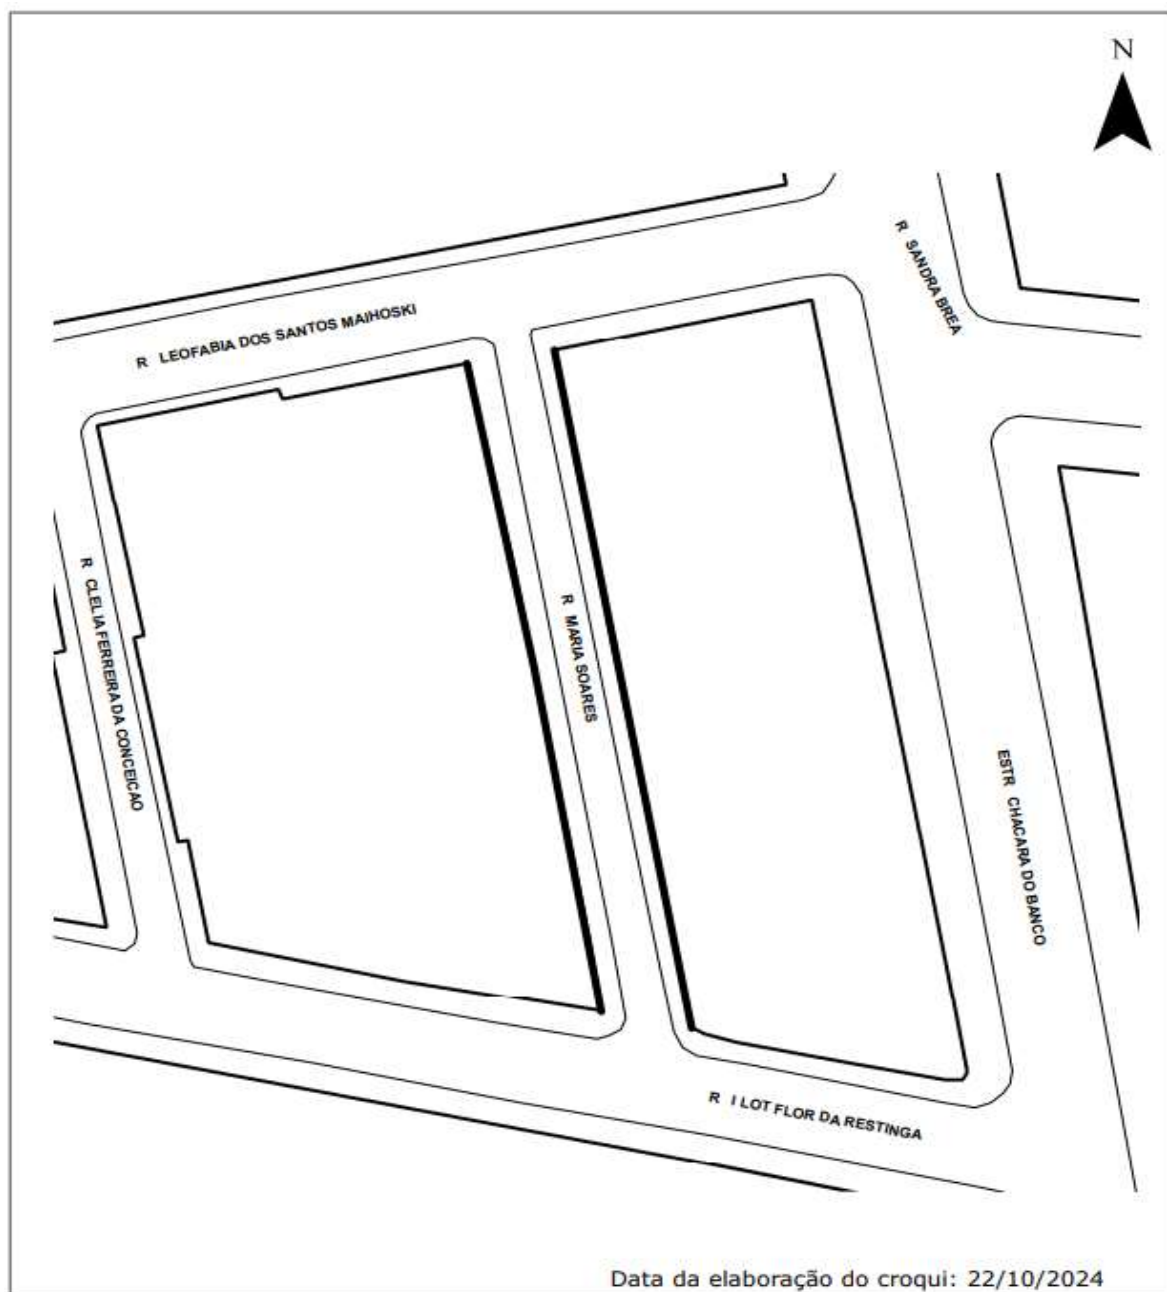 N
R SANDRA BREA
R LEOFABIA DOS SANTOS MAIHOSKI
R CLELIA FERREIRA DA CONCEICAO
R MARIA SOARES
ESTR CHACARA DO BANCO
R I LOT FLOR DA RESTINGA
Data da elaboração do croqui: 22/10/2024